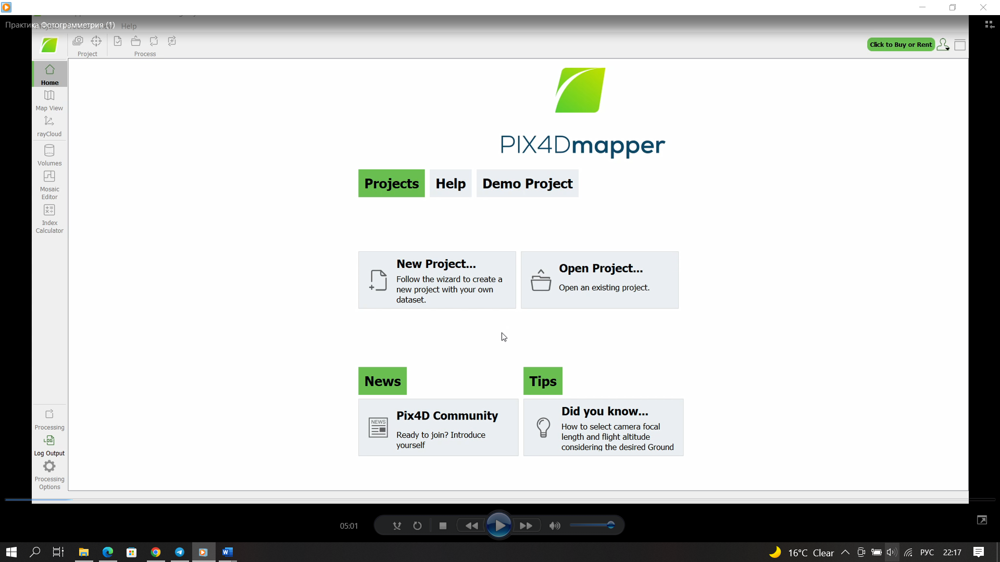 Практика Фотограмметрия (1)
Help
Project
Process
Click to Buy or Rent
Home
Map View
rayCloud
Volumes
Mosaic
Editor
Index
Calculator
Processing
LOG
Log Output
Processing
Options
PIX4Dmapper
Projects
Help
Demo Project
New Project...
Follow the wizard to create a
new project with your own
dataset.
Open Project...
Open an existing project.
News
NEWS
Pix4D Community
Ready to join? Introduce
yourself
Tips
Did you know...
How to select camera focal
length and flight altitude
considering the desired Ground
05:01
16°C Clear
РУС
22:17